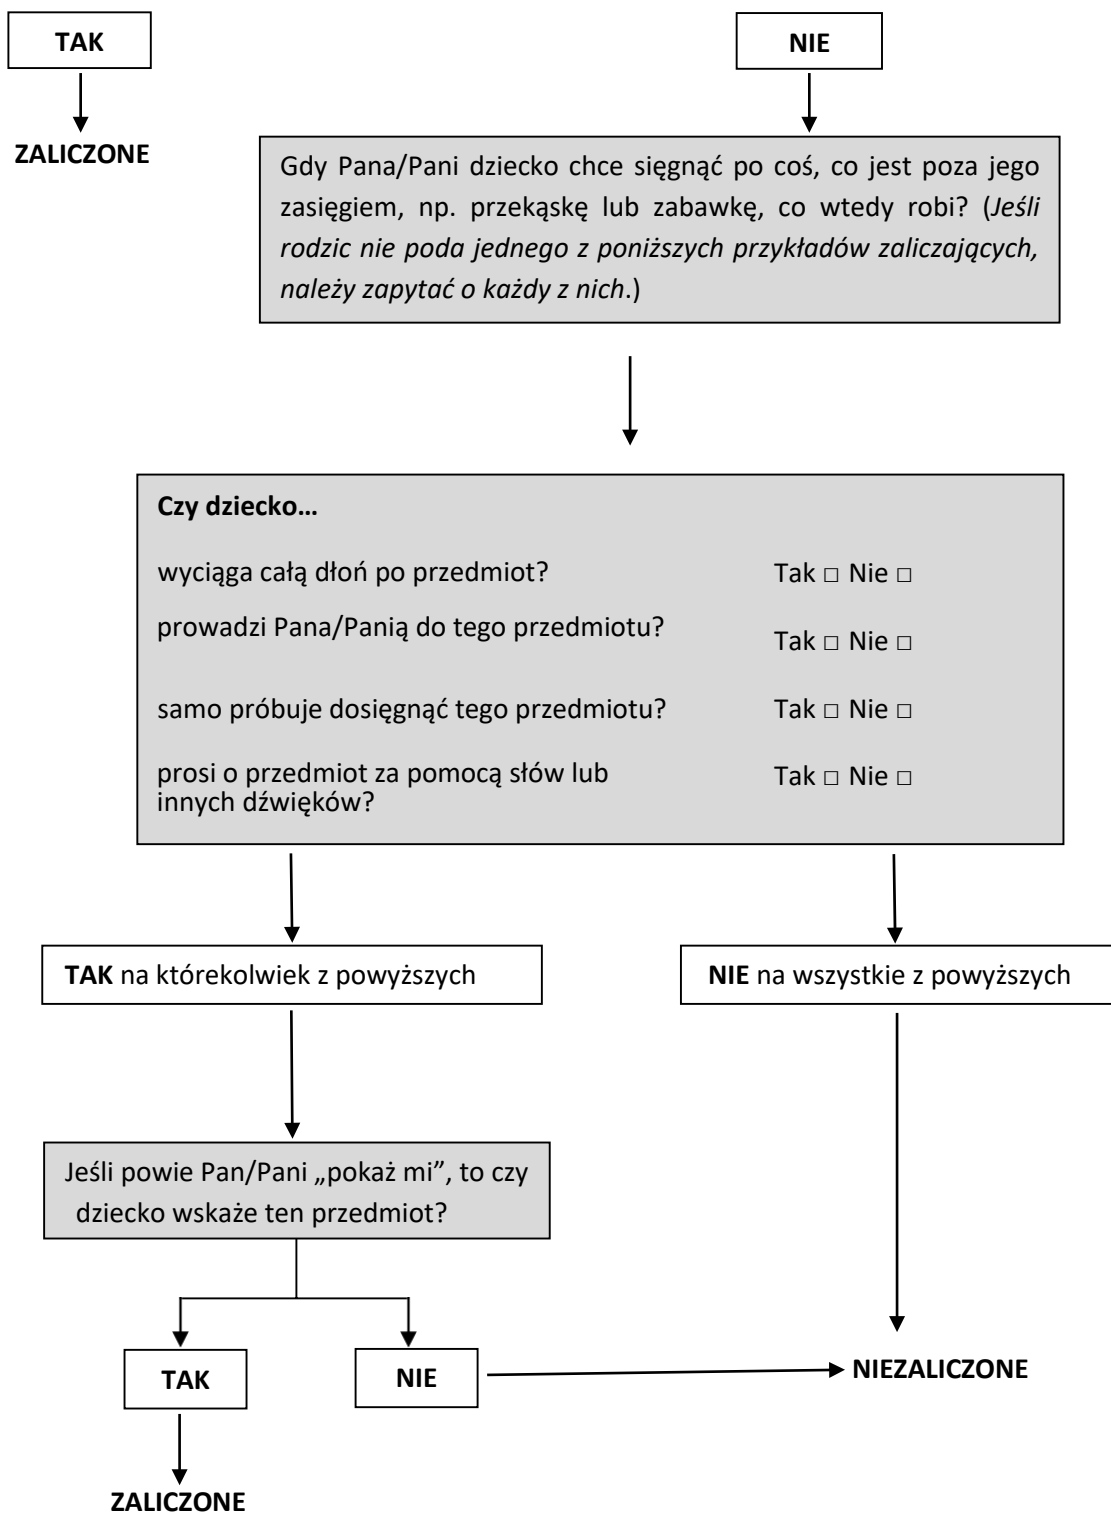 TAK
NIE
ZALICZONE
Gdy Pana/Pani dziecko chce sięgnąć po coś, co jest poza jego
zasięgiem, np. przekąskę lub zabawkę, co wtedy robi? (Jeśli
rodzic nie poda jednego z poniższych przykładów zaliczających,
należy zapytać o każdy z nich.)
Czy dziecko...
wyciąga całą dłoń po przedmiot? Tak □ Nie □
prowadzi Pana/Panią do tego przedmiotu? Tak □ Nie □
samo próbuje dosięgnąć tego przedmiotu? Tak □ Nie □
prosi o przedmiot za pomocą słów lub Tak □ Nie □
innych dźwięków?
TAK na którekolwiek z powyższych
NIE na wszystkie z powyższych
Jeśli powie Pan/Pani „pokaż mi”, to czy
dziecko wskaże ten przedmiot?
TAK
NIE
NIEZALICZONE
ZALICZONE